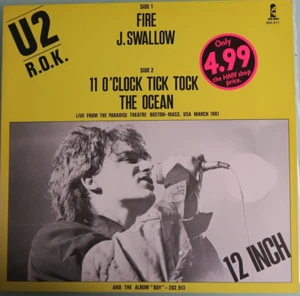 U2
R.O.K.
SIDE 1
FIRE
J.SWALLOW
SIDE 2
11 O'CLOCK TICK TOCK
THE OCEAN
LIVE FROM THE PARADISE THEATRE BOSTON-MASS. USA MARCH 1981
Only
4.99
the HMV shop
price.
12 INCH
AND THE ALBUM "BOY" - 202.913